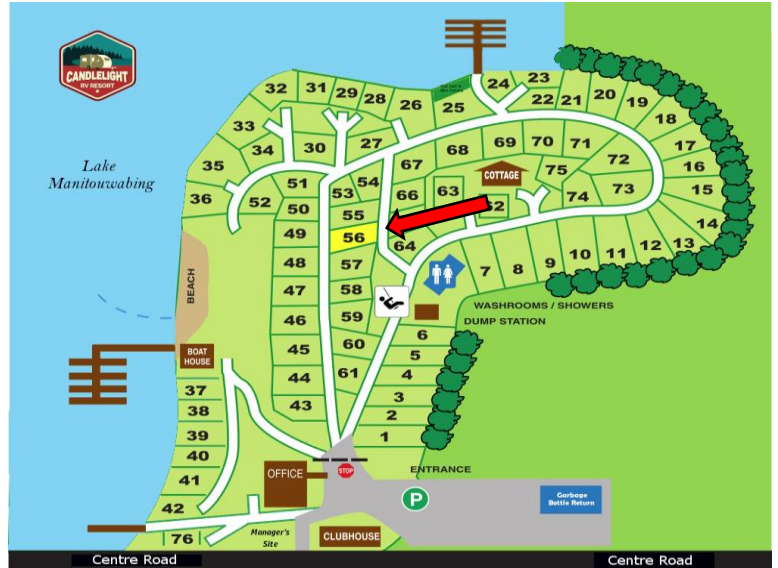 CANDLELIGHT
RV RESORT
Lake
Manitouwabing
32 31 29 28 26 25 24 23
22 21 20 19
33 34 30 27 18
35 67 68 69 70 71 17
36 52 51 53 54 66 63 COTTAGE 75 72 16
50 55 62 74 73 15
49 56 64 14
48 57 7 8 9 10 11 12 13
BEACH
47 58
WASHROOMS / SHOWERS
DUMP STATION
46 59 6
BOAT
HOUSE
45 60 5
44 61 4
37 43 3
38 2
39 1
40
41
42
76
ENTRANCE
OFFICE
STOP
P
Garbage
Bottle Return
Manager's
Site
CLUBHOUSE
Centre Road
Centre Road